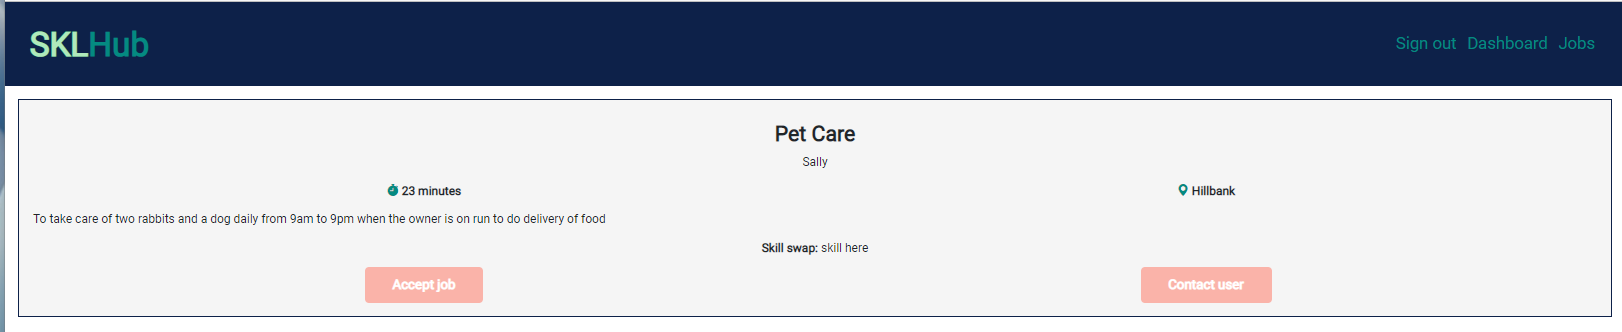 SKLHub
Sign out Dashboard Jobs
Pet Care
Sally
23 minutes
Hillbank
To take care of two rabbits and a dog daily from 9am to 9pm when the owner is on run to do delivery of food
Skill swap: skill here
Accept job
Contact user